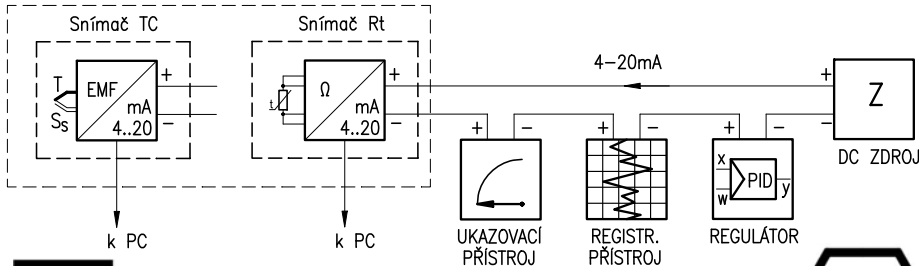 Snímač TC
Snímač Rt
T
Ss
EMF
mA
4..20
+
−
t
Ω
mA
4..20
+
−
4−20mA
+
−
Z
DC ZDROJ
+
−
+
−
+
−
x
w
PID
y
k PC
k PC
UKAZOVACÍ
PŘÍSTROJ
REGISTR.
PŘÍSTROJ
REGULÁTOR